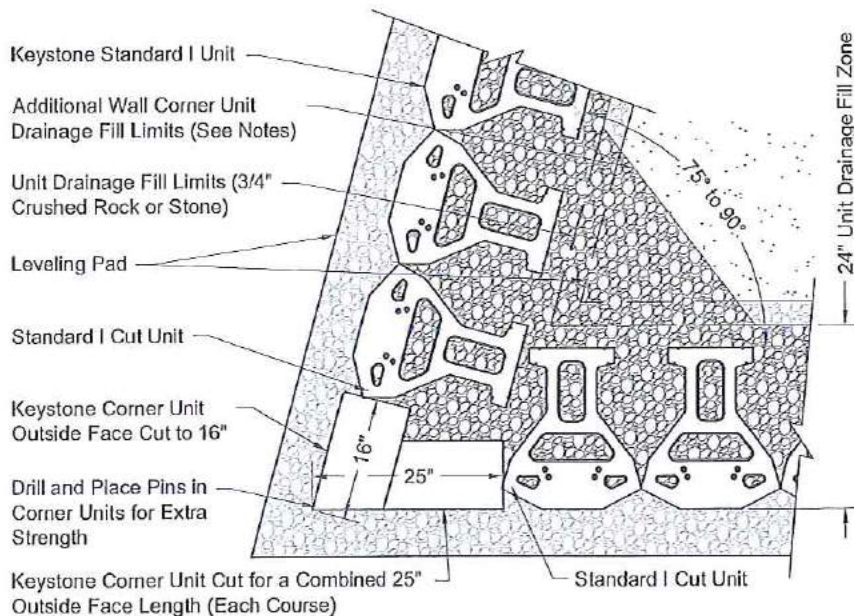 Keystone Standard I Unit
Additional Wall Corner Unit
Drainage Fill Limits (See Notes)
Unit Drainage Fill Limits (3/4"
Crushed Rock or Stone)
Leveling Pad
Standard I Cut Unit
Keystone Corner Unit
Outside Face Cut to 16"
Drill and Place Pins in
Corner Units for Extra
Strength
Keystone Corner Unit Cut for a Combined 25"
Outside Face Length (Each Course)
16"
25"
Standard I Cut Unit
75° to 90°
24" Unit Drainage Fill Zone